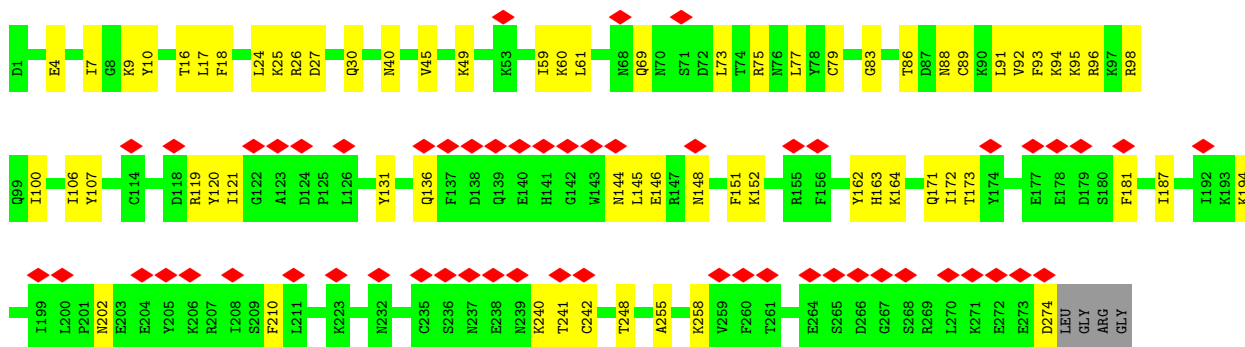 D1 E4 I7 G8 K9 Y10 T16 L17 F18 L24 K25 R26 D27 Q30 N40 V45 K49 K53 I59 K60 L61 N68 Q69 N70 S71 D72 L73 T74 R75 N76 L77 Y78 C79 G83 T86 D87 N88 C89 K90 L91 V92 F93 K94 K95 R96 K97 R98
Q99 I100 I106 Y107 C114 D118 R119 Y120 I121 G122 A123 D124 P125 L126 Y131 Q136 F137 D138 Q139 E140 H141 G142 W143 N144 L145 E146 R147 N148 F151 K152 R155 F156 Y162 H163 K164 Q171 I172 T173 Y174 E177 E178 D179 S180 F181 I187 I192 K193 K194
I199 L200 P201 N202 E203 E204 Y205 K206 R207 I208 S209 F210 L211 K223 N232 C235 S236 N237 E238 N239 K240 T241 C242 T248 A255 K258 V259 F260 T261 E264 S265 D266 G267 S268 R269 L270 K271 E272 E273 D274 LEU GLY ARG GLY